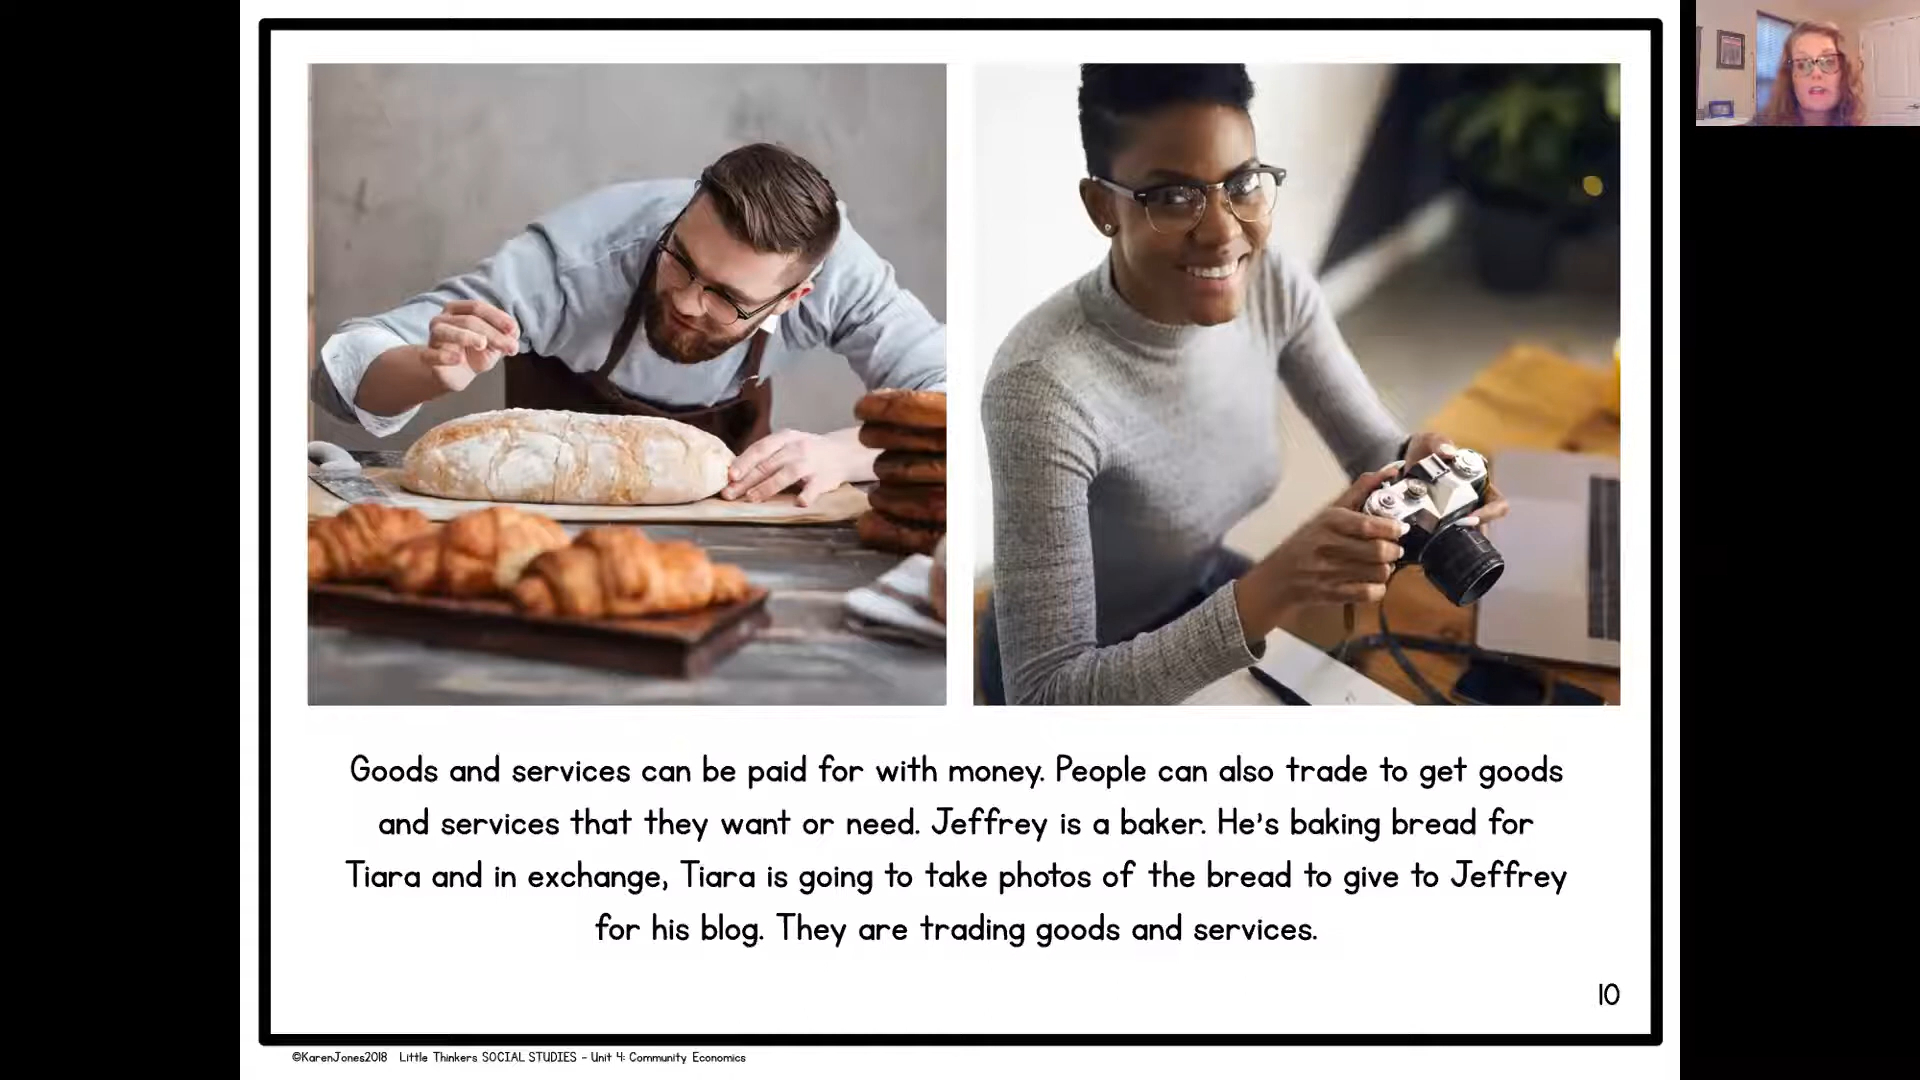 Goods and services can be paid for with money. People can also trade to get goods
and services that they want or need. Jeffrey is a baker. He's baking bread for
Tiara and in exchange, Tiara is going to take photos of the bread to give to Jeffrey
for his blog. They are trading goods and services.
10
©KarenJones2018 Little Thinkers SOCIAL STUDIES - Unit 4: Community Economics